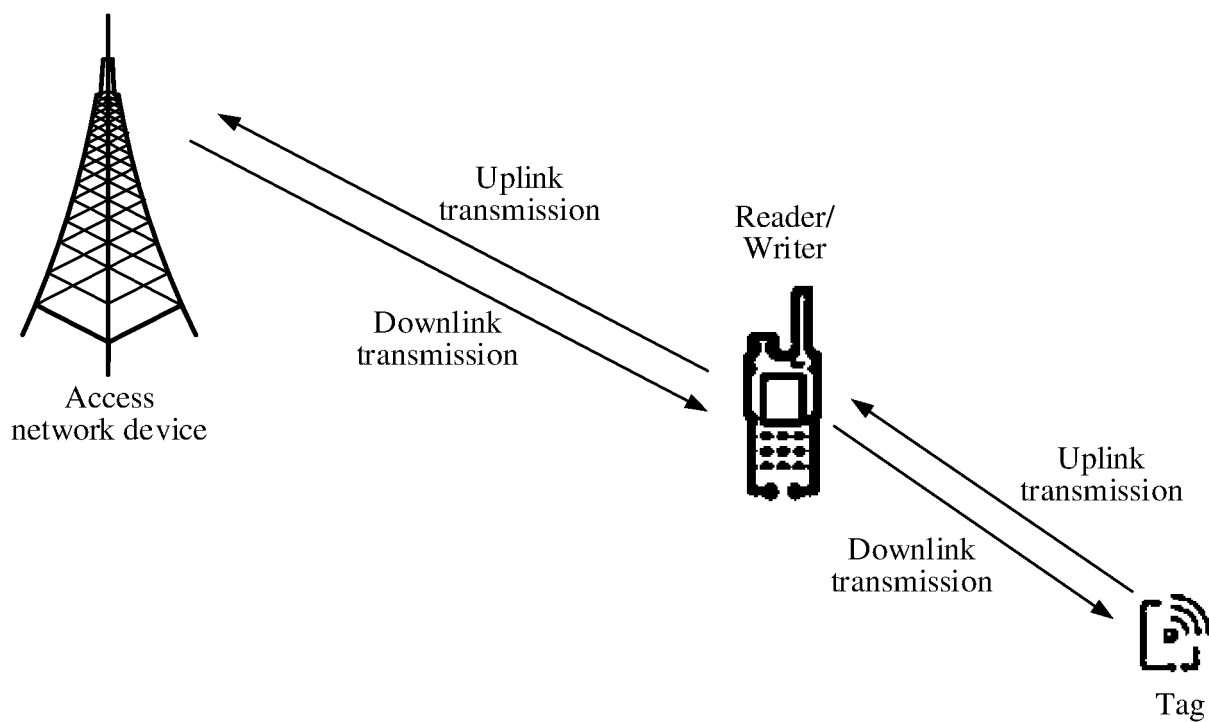 Uplink
transmission
Reader/
Writer
Downlink
transmission
Access
network device
Uplink
transmission
Downlink
transmission
Tag